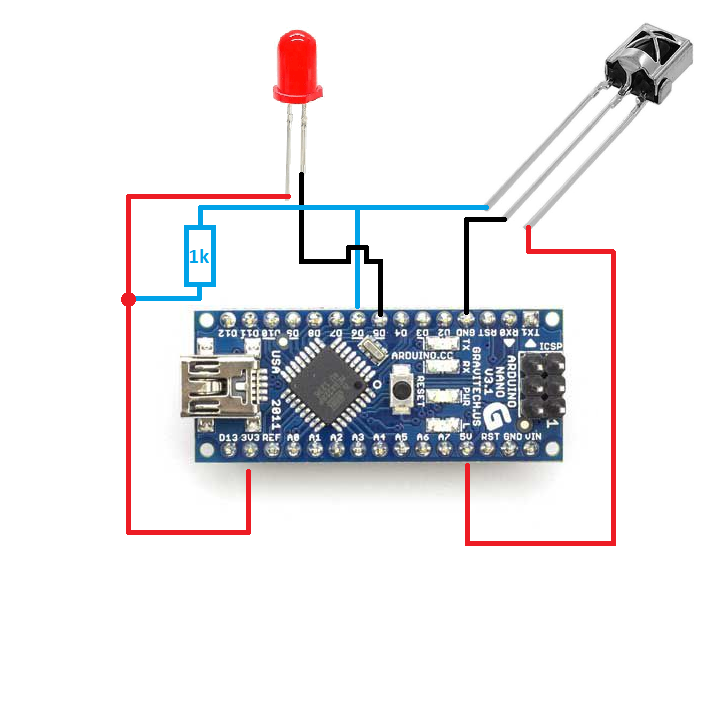 1k
D12 D11 D10 D9 D8 D7 D6 D5 D4 D3 D2 GND RST RX0 TX1
USA
2011
ARDUINO.CC
RESET
TX
RX
PWR
L
GRAVITECH.US
ARDUINO
NANO
V3.1
G
ICSP
1
D13 3V3 REF A0 A1 A2 A3 A4 A5 A6 A7 5V RST GND VIN